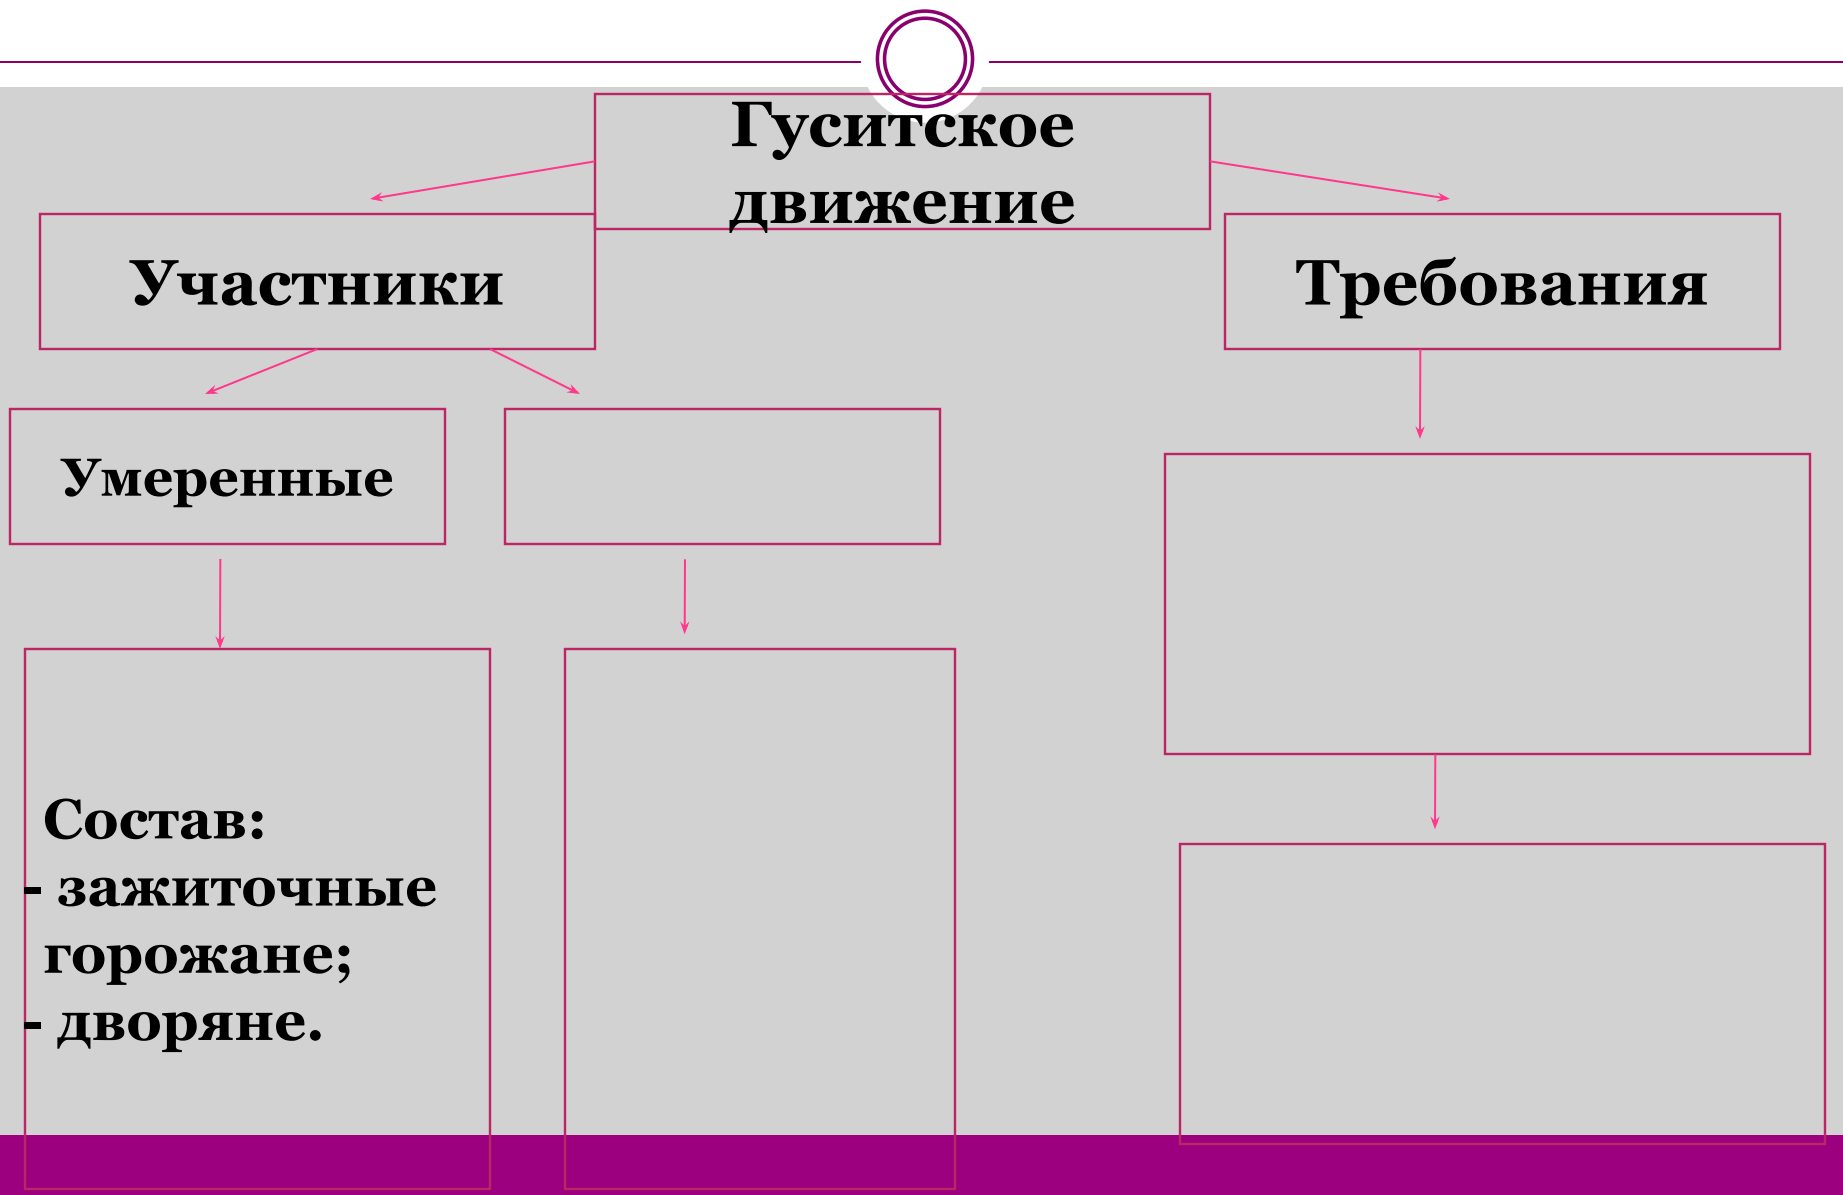 Гуситское
движение
Участники
Требования
Умеренные
Состав:
- зажиточные
горожане;
- дворяне.